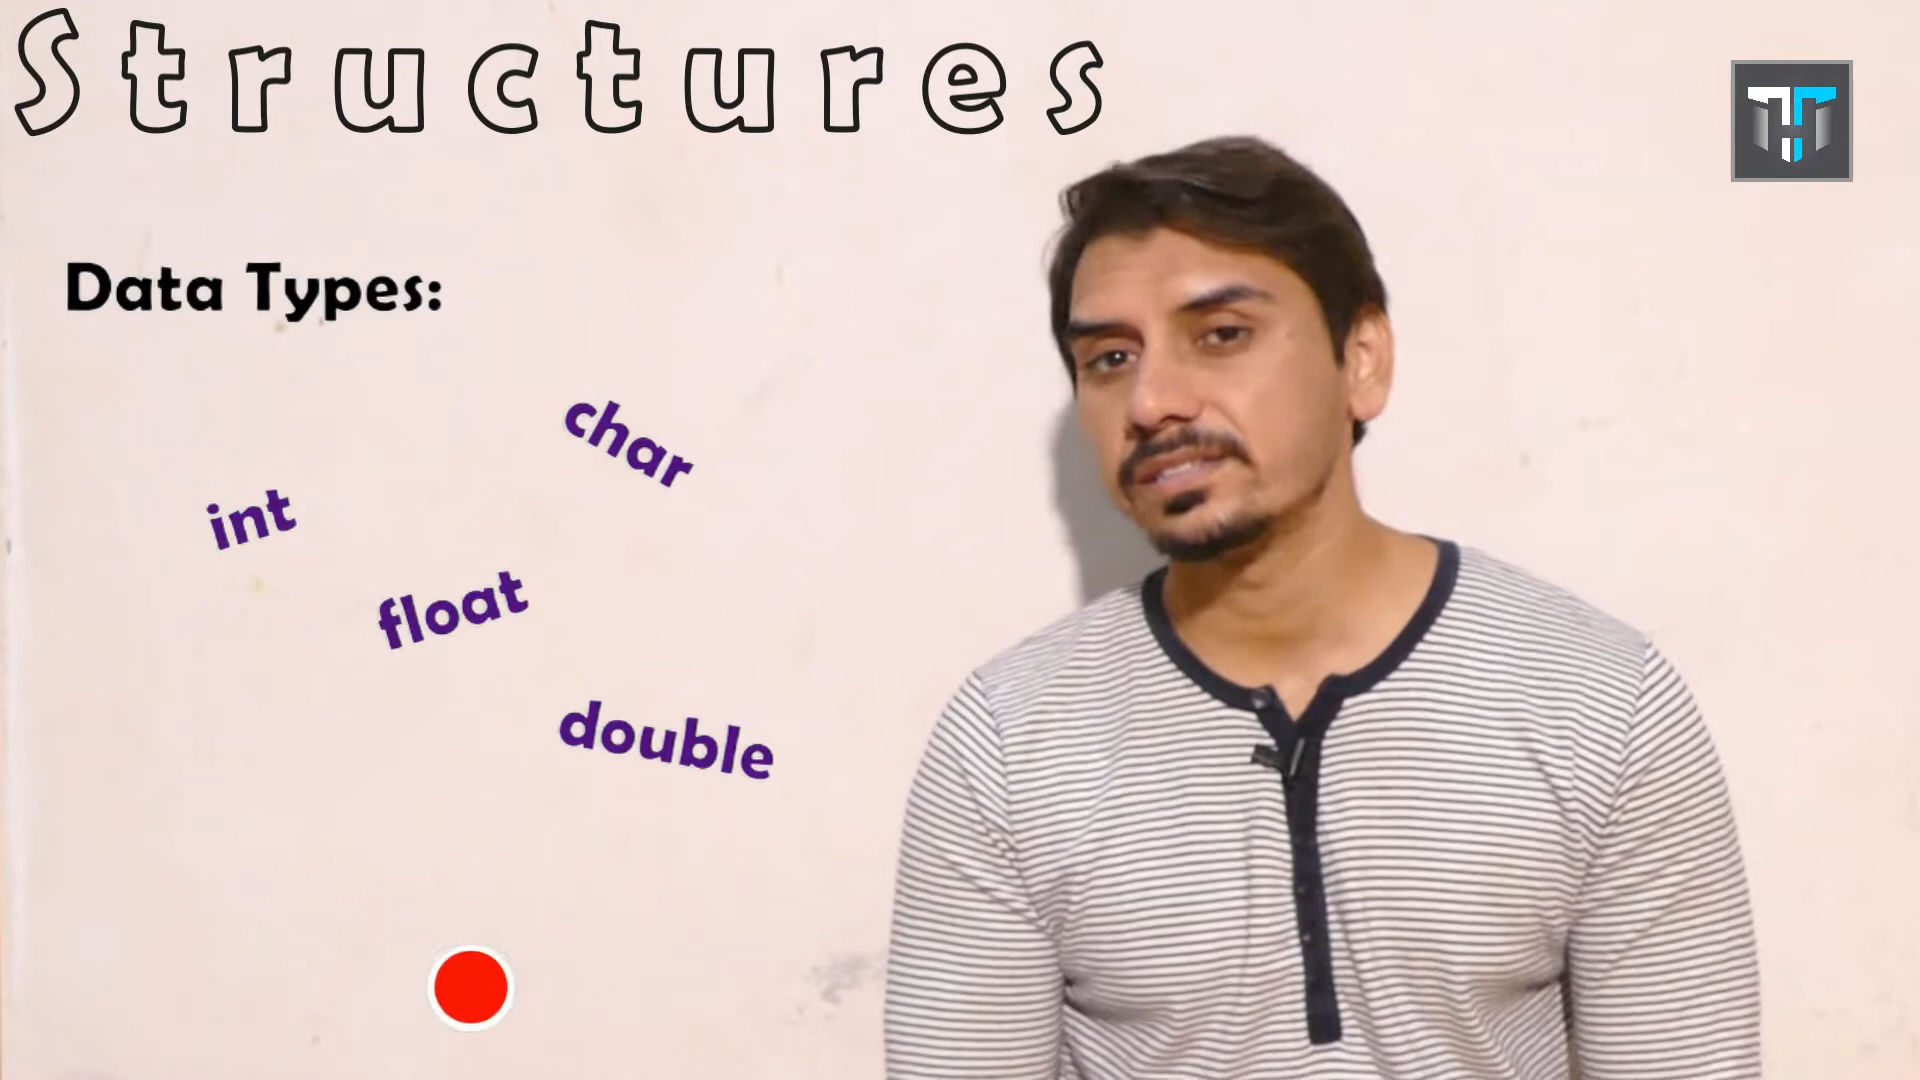 Structures
Data Types:
char
int
float
double